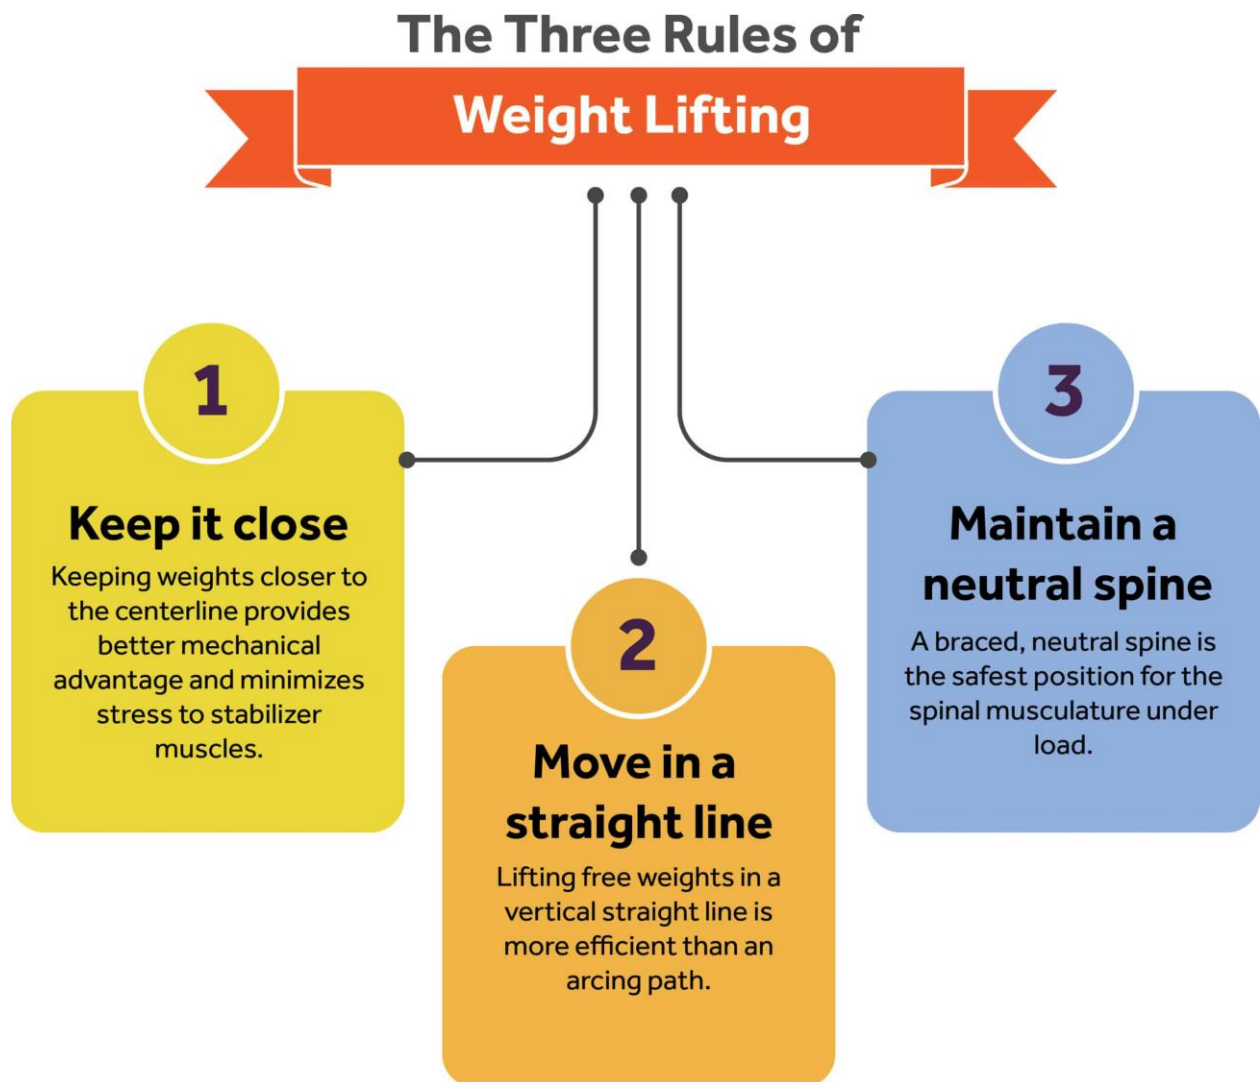 The Three Rules of
Weight Lifting
1
Keep it close
Keeping weights closer to
the centerline provides
better mechanical
advantage and minimizes
stress to stabilizer
muscles.
2
Move in a
straight line
Lifting free weights in a
vertical straight line is
more efficient than an
arcing path.
3
Maintain a
neutral spine
A braced, neutral spine is
the safest position for the
spinal musculature under
load.